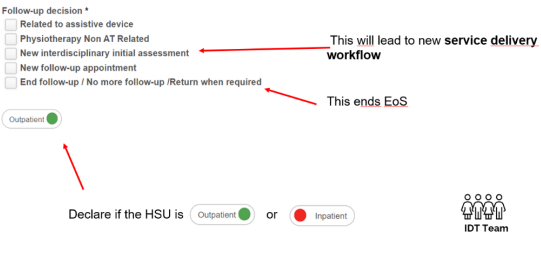 Follow-up decision *
Related to assistive device
Physiotherapy Non AT Related
New interdisciplinary initial assessment
New follow-up appointment
End follow-up / No more follow-up /Return when required
This will lead to new service delivery
workflow
This ends EoS
Outpatient
Declare if the HSU is Outpatient or Inpatient
IDT Team